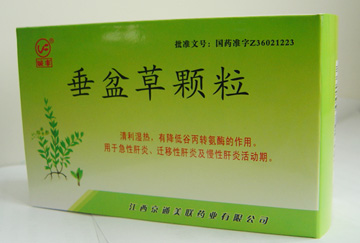 批准文号：国药准字Z36021223
垂盆草颗粒
清利湿热、有降低谷丙转氨酶的作用。
用于急性肝炎、迁移性肝炎及慢性肝炎活动期。
江西京通美联药业有限公司